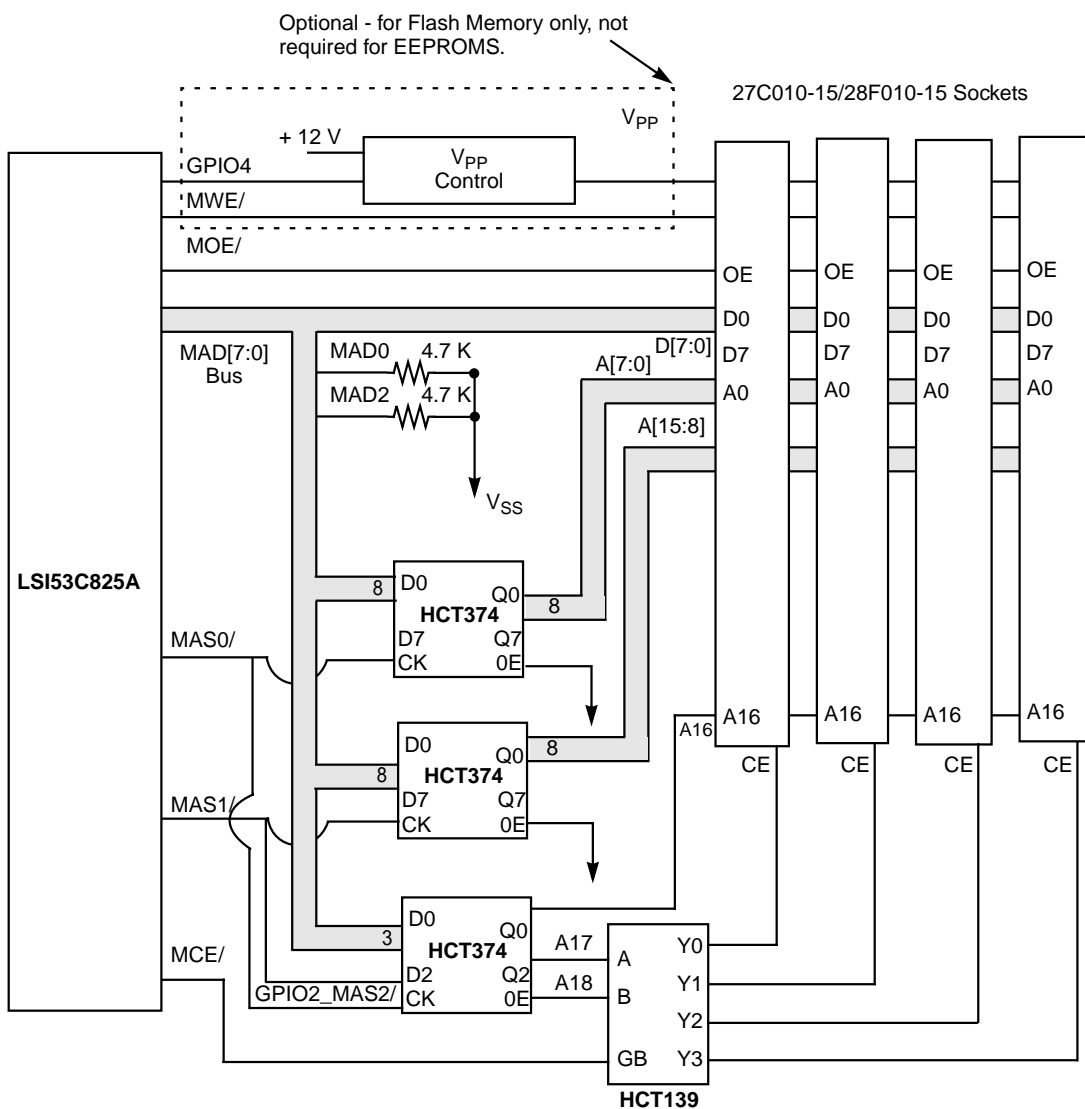 Optional - for Flash Memory only, not
required for EEPROMS.
27C010-15/28F010-15 Sockets
VPP
+ 12 V
VPP
Control
GPIO4
MWE/
MOE/
OE
OE
OE
OE
D0
D0
D0
D0
MAD[7:0]
Bus
MAD0
4.7 K
D[7:0]
D7
D7
D7
D7
A[7:0]
MAD2
4.7 K
A0
A0
A0
A0
A[15:8]
VSS
LSI53C825A
8
D0
HCT374
Q0
8
D7
Q7
CK
0E
MAS0/
A16
A16
A16
A16
A16
8
D0
HCT374
Q0
8
D7
Q7
CK
0E
CE
CE
CE
CE
MAS1/
3
D0
HCT374
Q0
D2
Q2
GPIO2_MAS2/
CK
0E
A17
A18
MCE/
A
B
GB
Y0
Y1
Y2
Y3
HCT139